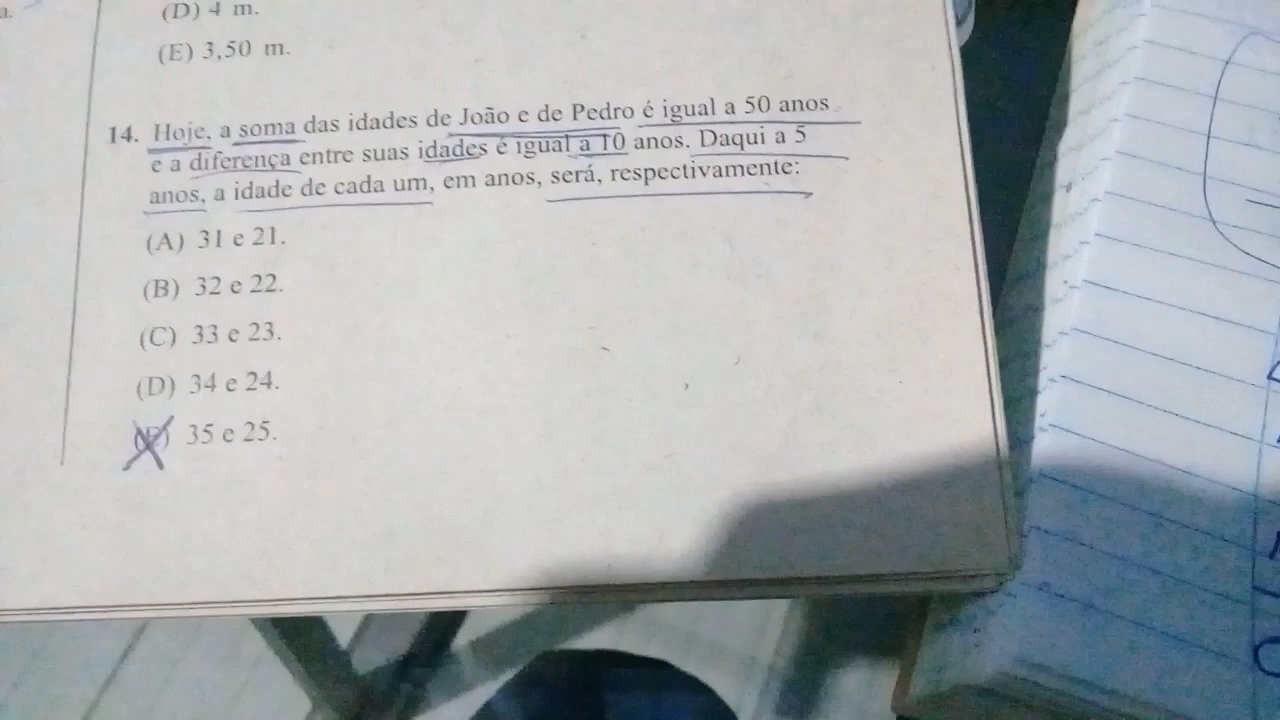 (D) 4 m.
(E) 3,50 m.
14. Hoje, a soma das idades de João e de Pedro é igual a 50 anos
e a diferença entre suas idades é igual a 10 anos. Daqui a 5
anos, a idade de cada um, em anos, será, respectivamente:
(A) 31 e 21.
(B) 32 e 22.
(C) 33 e 23.
(D) 34 e 24.
(E) 35 e 25.